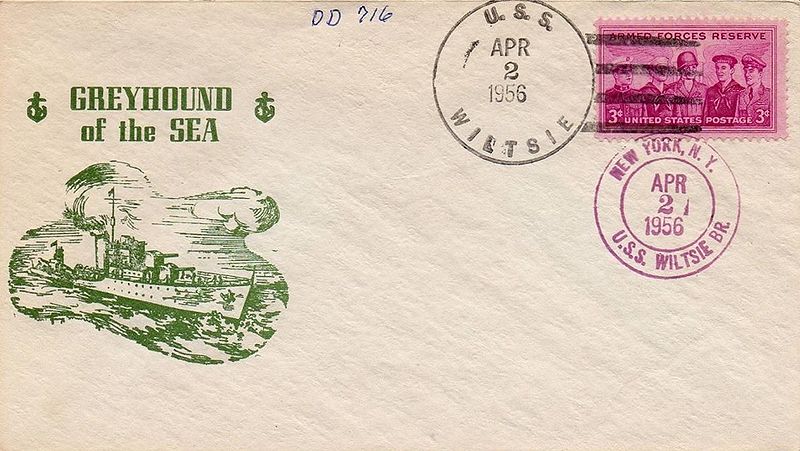 DD 716
GREYHOUND
of the SEA
U. S. S.
APR
2
1956
WILTSIE
ARMED FORCES RESERVE
3¢ UNITED STATES POSTAGE 3¢
NEW YORK, N. Y.
APR
2
1956
U.S.S. WILTSIE BR.